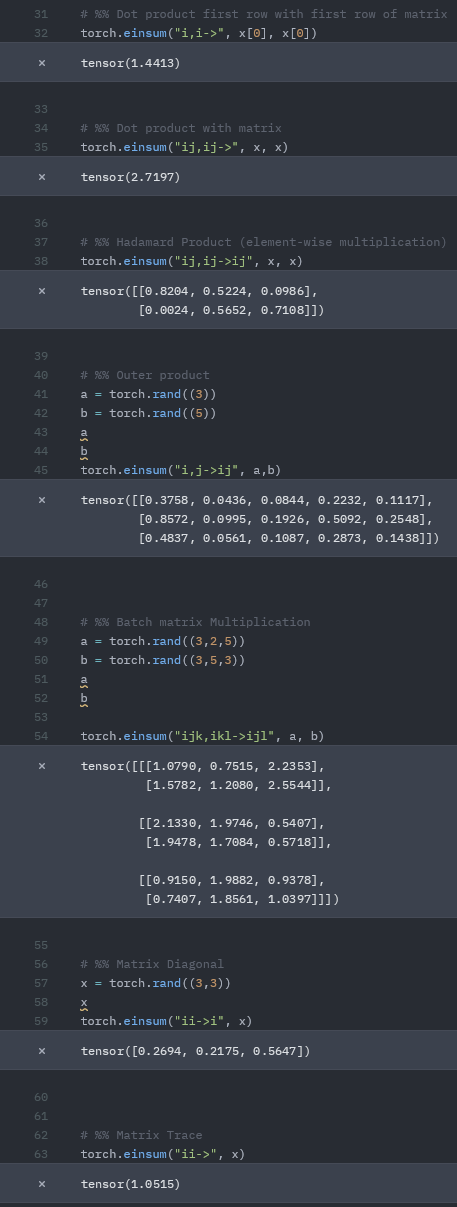 31 # %% Dot product first row with first row of matrix
32 torch.einsum("i,i->", x[0], x[0])
× tensor(1.4413)
33
34 # %% Dot product with matrix
35 torch.einsum("ij,ij->", x, x)
× tensor(2.7197)
36
37 # %% Hadamard Product (element-wise multiplication)
38 torch.einsum("ij,ij->ij", x, x)
× tensor([[0.8204, 0.5224, 0.0986],
[0.0024, 0.5652, 0.7108]])
39
40 # %% Outer product
41 a = torch.rand((3))
42 b = torch.rand((5))
43 a
44 b
45 torch.einsum("i,j->ij", a,b)
× tensor([[0.3758, 0.0436, 0.0844, 0.2232, 0.1117],
[0.8572, 0.0995, 0.1926, 0.5092, 0.2548],
[0.4837, 0.0561, 0.1087, 0.2873, 0.1438]])
46
47
48 # %% Batch matrix Multiplication
49 a = torch.rand((3,2,5))
50 b = torch.rand((3,5,3))
51 a
52 b
53
54 torch.einsum("ijk,ikl->ijl", a, b)
× tensor([[[1.0790, 0.7515, 2.2353],
[1.5782, 1.2080, 2.5544]],
[[2.1330, 1.9746, 0.5407],
[1.9478, 1.7084, 0.5718]],
[[0.9150, 1.9882, 0.9378],
[0.7407, 1.8561, 1.0397]]])
55
56 # %% Matrix Diagonal
57 x = torch.rand((3,3))
58 x
59 torch.einsum("ii->i", x)
× tensor([0.2694, 0.2175, 0.5647])
60
61
62 # %% Matrix Trace
63 torch.einsum("ii->", x)
× tensor(1.0515)